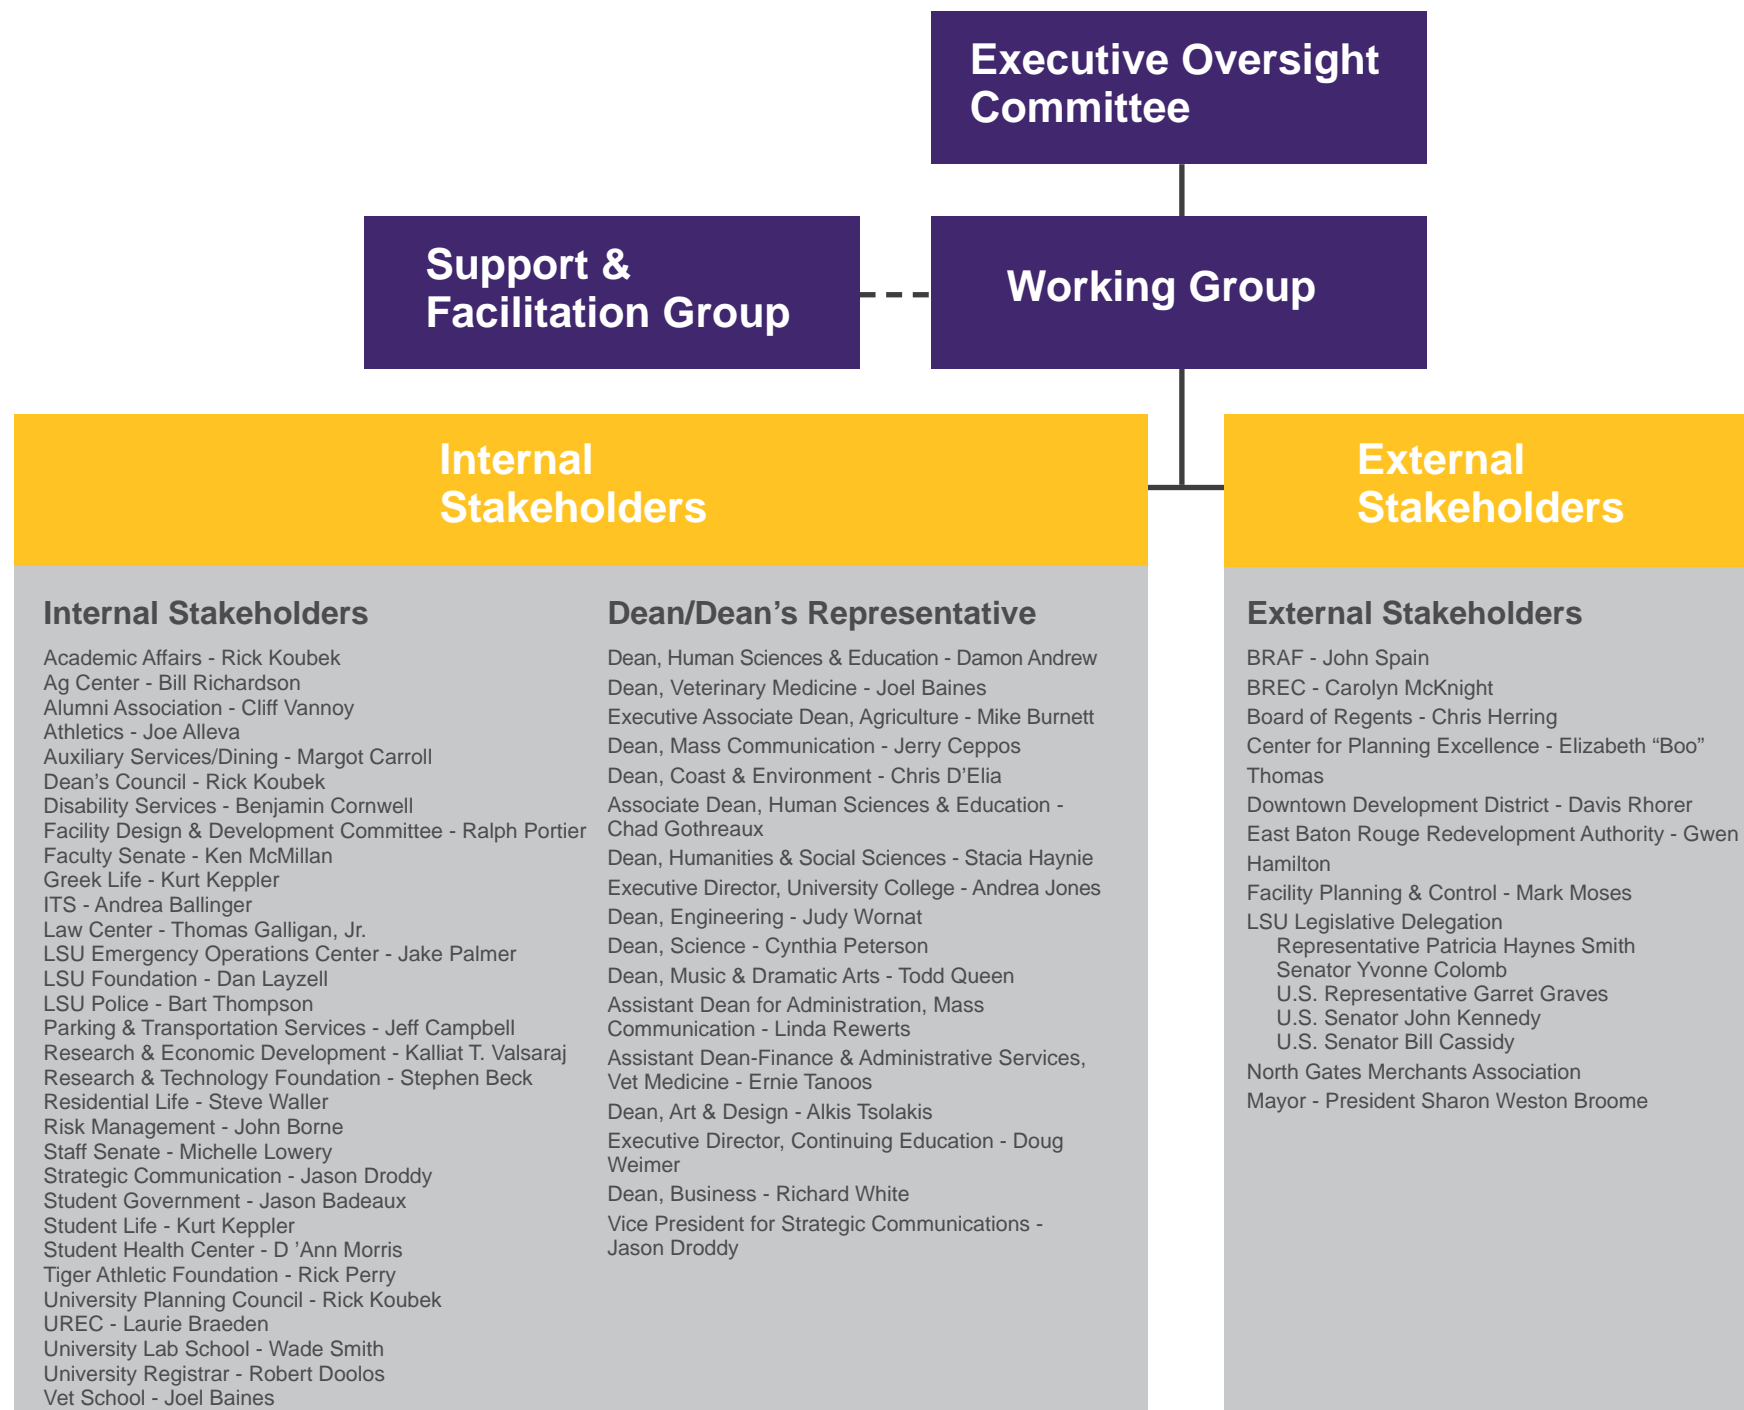 Executive Oversight
Committee
Support &
Facilitation Group
Working Group
Internal
Stakeholders
External
Stakeholders
Internal Stakeholders
Academic Affairs - Rick Koubek
Ag Center - Bill Richardson
Alumni Association - Cliff Vannoy
Athletics - Joe Alleva
Auxiliary Services/Dining - Margot Carroll
Dean’s Council - Rick Koubek
Disability Services - Benjamin Cornwell
Facility Design & Development Committee - Ralph Portier
Faculty Senate - Ken McMillan
Greek Life - Kurt Keppler
ITS - Andrea Ballinger
Law Center - Thomas Galligan, Jr.
LSU Emergency Operations Center - Jake Palmer
LSU Foundation - Dan Layzell
LSU Police - Bart Thompson
Parking & Transportation Services - Jeff Campbell
Research & Economic Development - Kalliat T. Valsaraj
Research & Technology Foundation - Stephen Beck
Residential Life - Steve Waller
Risk Management - John Borne
Staff Senate - Michelle Lowery
Strategic Communication - Jason Droddy
Student Government - Jason Badeaux
Student Life - Kurt Keppler
Student Health Center - D ’Ann Morris
Tiger Athletic Foundation - Rick Perry
University Planning Council - Rick Koubek
UREC - Laurie Braeden
University Lab School - Wade Smith
University Registrar - Robert Doolos
Vet School - Joel Baines
Dean/Dean’s Representative
Dean, Human Sciences & Education - Damon Andrew
Dean, Veterinary Medicine - Joel Baines
Executive Associate Dean, Agriculture - Mike Burnett
Dean, Mass Communication - Jerry Ceppos
Dean, Coast & Environment - Chris D’Elia
Associate Dean, Human Sciences & Education -
Chad Gothreaux
Dean, Humanities & Social Sciences - Stacia Haynie
Executive Director, University College - Andrea Jones
Dean, Engineering - Judy Wornat
Dean, Science - Cynthia Peterson
Dean, Music & Dramatic Arts - Todd Queen
Assistant Dean for Administration, Mass
Communication - Linda Rewerts
Assistant Dean-Finance & Administrative Services,
Vet Medicine - Ernie Tanoos
Dean, Art & Design - Alkis Tsolakis
Executive Director, Continuing Education - Doug
Weimer
Dean, Business - Richard White
Vice President for Strategic Communications -
Jason Droddy
External Stakeholders
BRAF - John Spain
BREC - Carolyn McKnight
Board of Regents - Chris Herring
Center for Planning Excellence - Elizabeth “Boo”
Thomas
Downtown Development District - Davis Rhorer
East Baton Rouge Redevelopment Authority - Gwen
Hamilton
Facility Planning & Control - Mark Moses
LSU Legislative Delegation
Representative Patricia Haynes Smith
Senator Yvonne Colomb
U.S. Representative Garret Graves
U.S. Senator John Kennedy
U.S. Senator Bill Cassidy
North Gates Merchants Association
Mayor - President Sharon Weston Broome